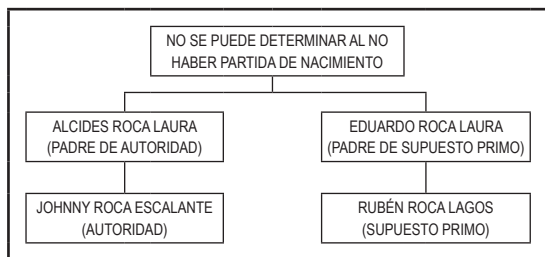 NO SE PUEDE DETERMINAR AL NO
HABER PARTIDA DE NACIMIENTO
ALCIDES ROCA LAURA
(PADRE DE AUTORIDAD)
EDUARDO ROCA LAURA
(PADRE DE SUPUESTO PRIMO)
JOHNNY ROCA ESCALANTE
(AUTORIDAD)
RUBÉN ROCA LAGOS
(SUPUESTO PRIMO)